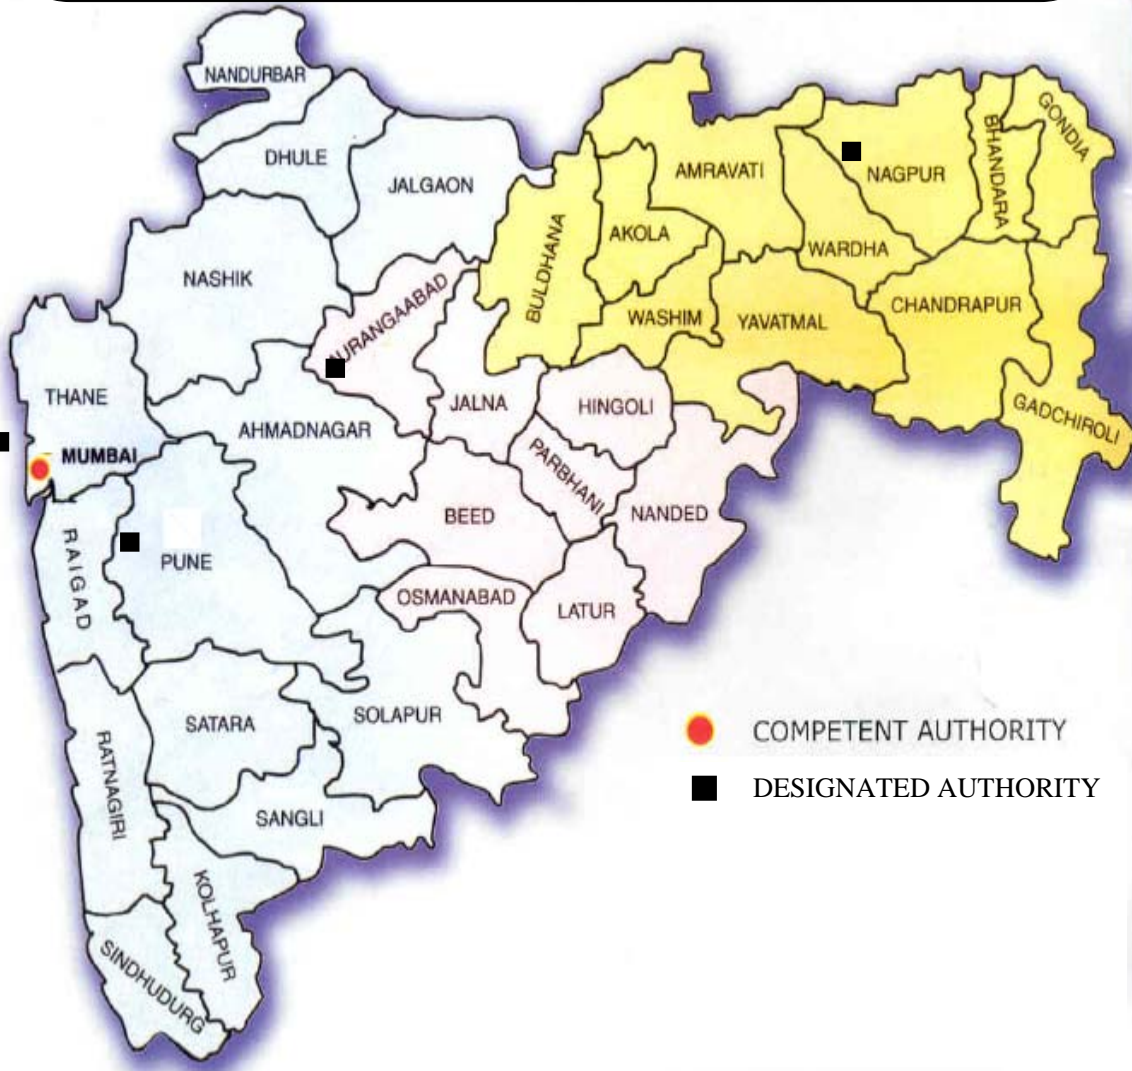 NANDURBAR
DHULE
JALGAON
NASHIK
BULDHANA
AKOLA
AMRAVATI
WARDHA
NAGPUR
BHANDARA
GONDIA
WASHIM
YAVATMAL
CHANDRAPUR
GADCHIROLI
THANE
MUMBAI
AHMADNAGAR
URANGAABAD
JALNA
HINGOLI
PARBHANI
NANDED
BEED
RAIGAD
PUNE
OSMANABAD
LATUR
SATARA
SOLAPUR
RATNAGIRI
SANGLI
KOLHAPUR
SINDHUDURG
COMPETENT AUTHORITY
DESIGNATED AUTHORITY